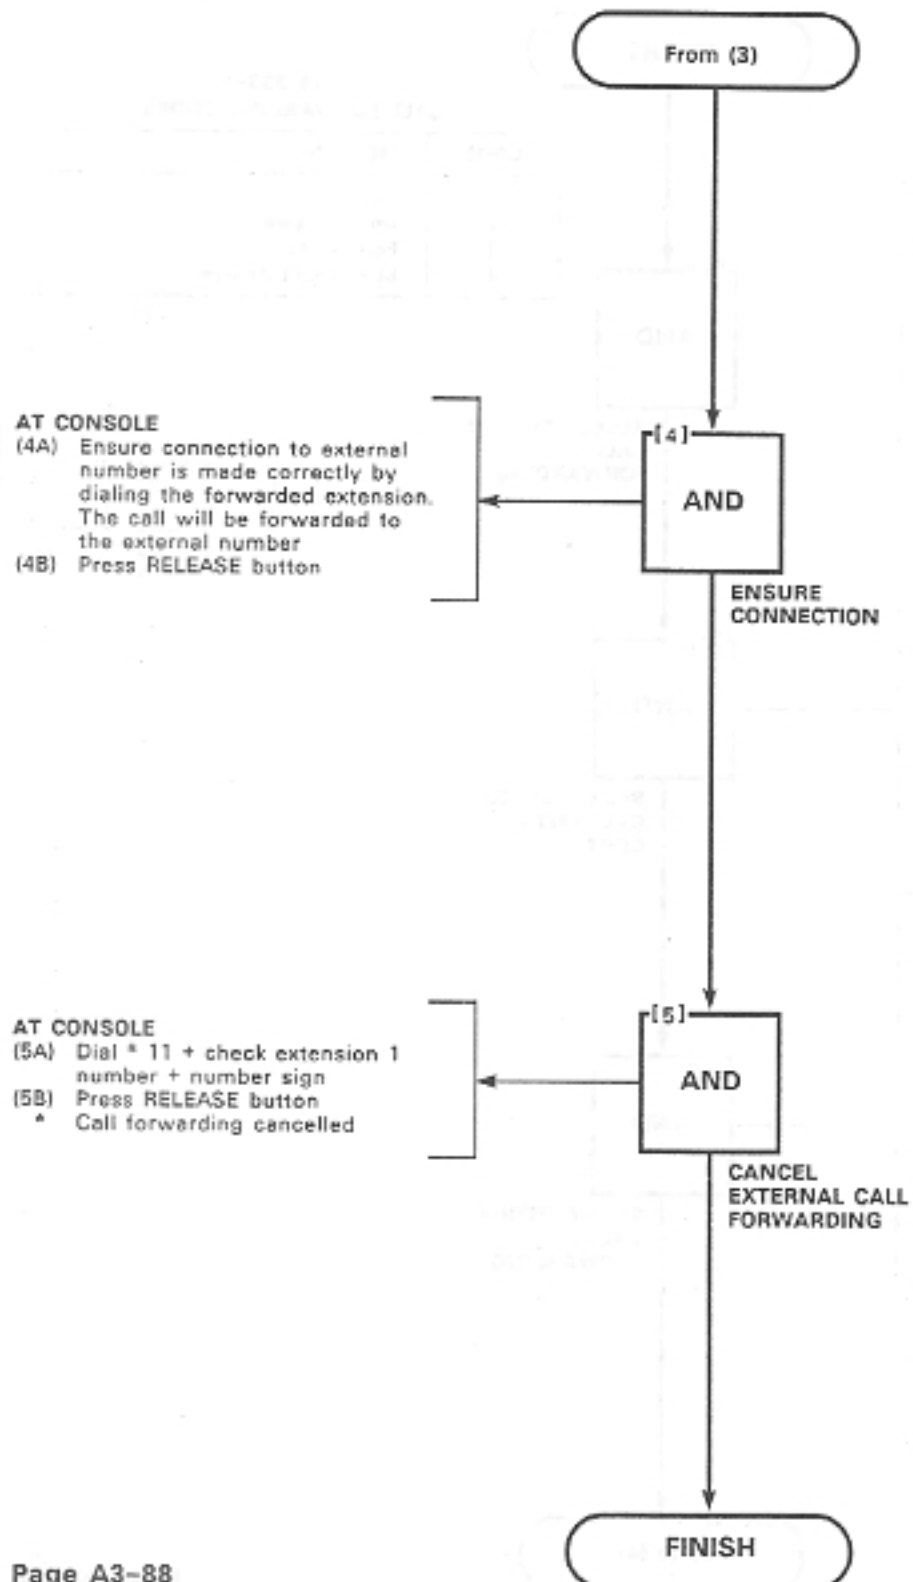 From (3)
AT CONSOLE
(4A) Ensure connection to external
number is made correctly by
dialing the forwarded extension.
The call will be forwarded to
the external number
(4B) Press RELEASE button
[4]
AND
ENSURE
CONNECTION
AT CONSOLE
(5A) Dial * 11 + check extension 1
number + number sign
(5B) Press RELEASE button
* Call forwarding cancelled
[5]
AND
CANCEL
EXTERNAL CALL
FORWARDING
FINISH
Page A3-88